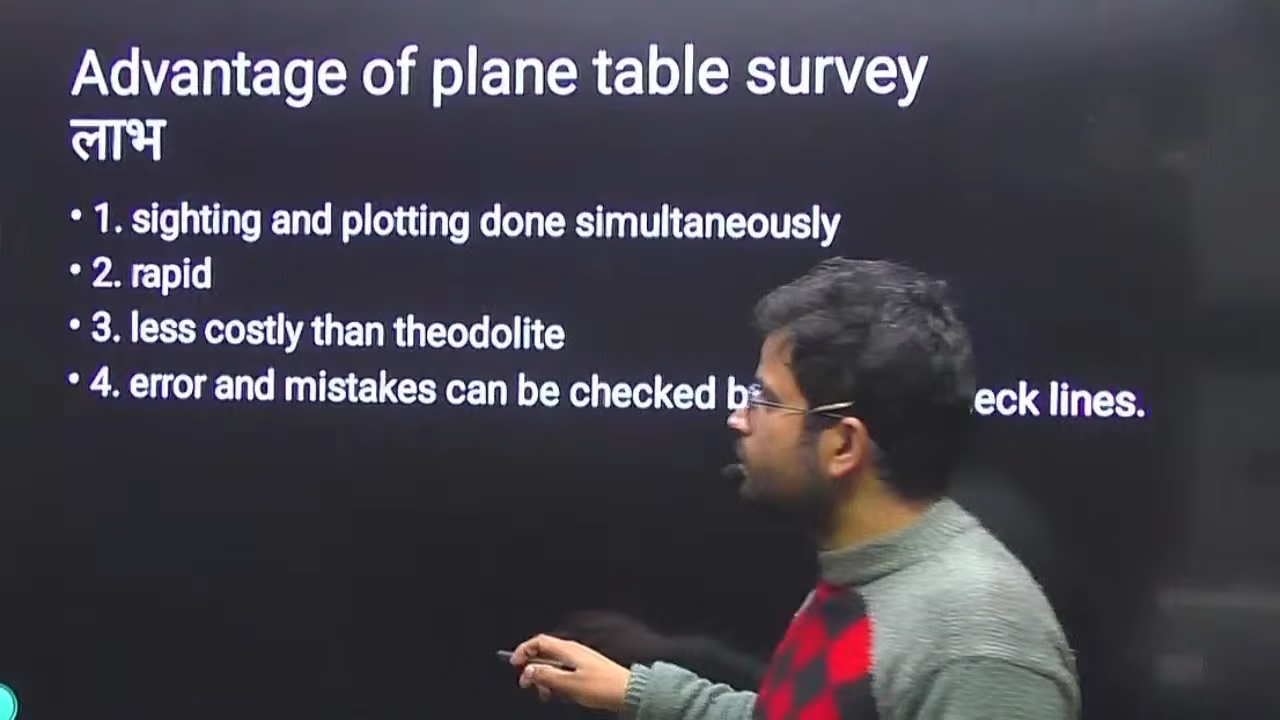 Advantage of plane table survey
लाभ
• 1. sighting and plotting done simultaneously
• 2. rapid
• 3. less costly than theodolite
• 4. error and mistakes can be checked b eck lines.